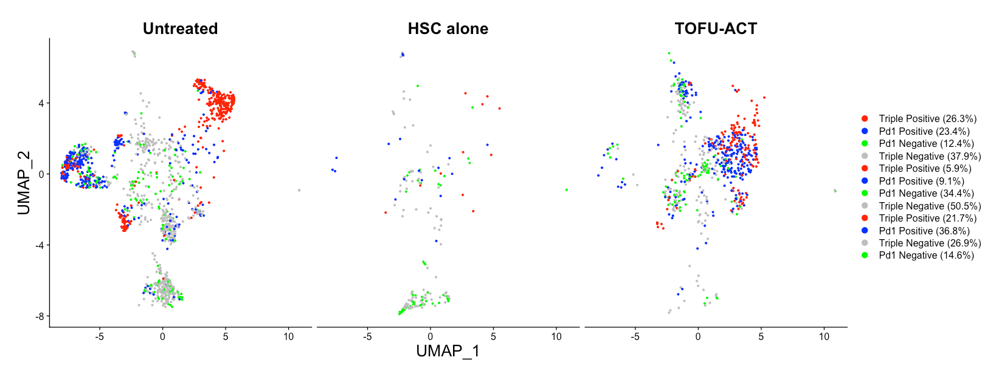 Untreated
HSC alone
TOFU-ACT
UMAP_2
4
0
-4
-8
-5 0 5 10
-5 0 5 10
-5 0 5 10
UMAP_1
Triple Positive (26.3%)
Pd1 Positive (23.4%)
Pd1 Negative (12.4%)
Triple Negative (37.9%)
Triple Positive (5.9%)
Pd1 Positive (9.1%)
Pd1 Negative (34.4%)
Triple Negative (50.5%)
Triple Positive (21.7%)
Pd1 Positive (36.8%)
Triple Negative (26.9%)
Pd1 Negative (14.6%)